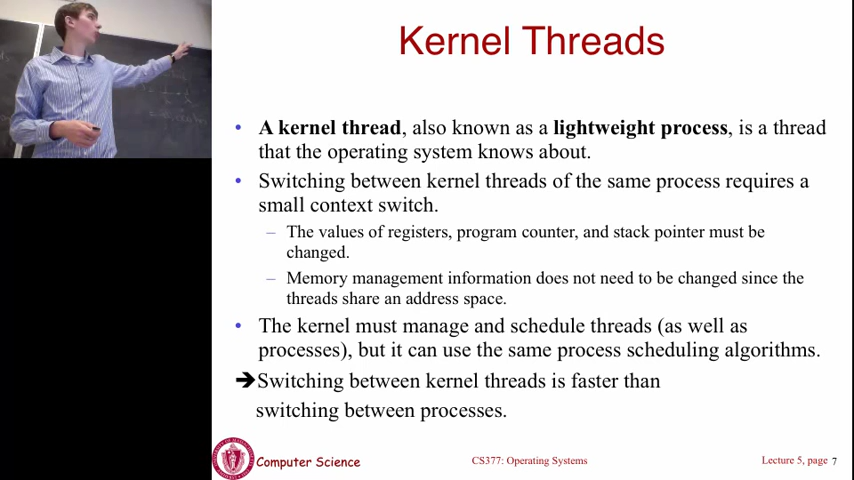 Kernel Threads
• A kernel thread, also known as a lightweight process, is a thread
that the operating system knows about.
• Switching between kernel threads of the same process requires a
small context switch.
– The values of registers, program counter, and stack pointer must be
changed.
– Memory management information does not need to be changed since the
threads share an address space.
• The kernel must manage and schedule threads (as well as
processes), but it can use the same process scheduling algorithms.
➔Switching between kernel threads is faster than
switching between processes.
Computer Science
CS377: Operating Systems
Lecture 5, page 7